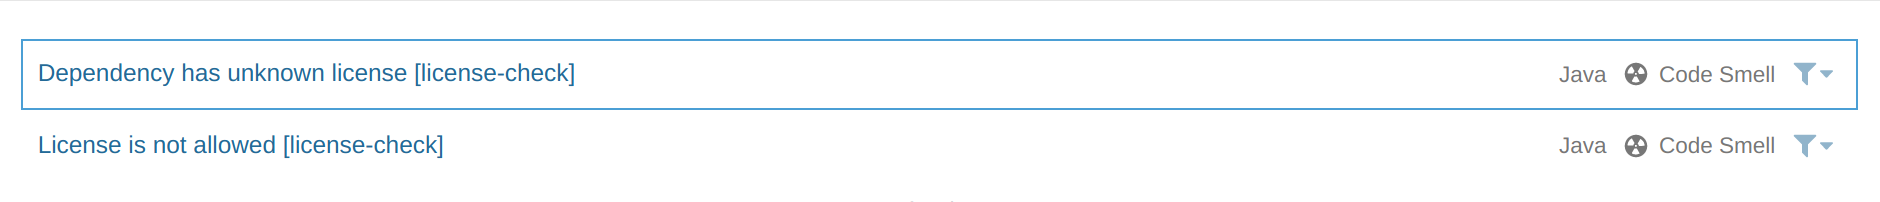 Dependency has unknown license [license-check] Java Code Smell
License is not allowed [license-check] Java Code Smell